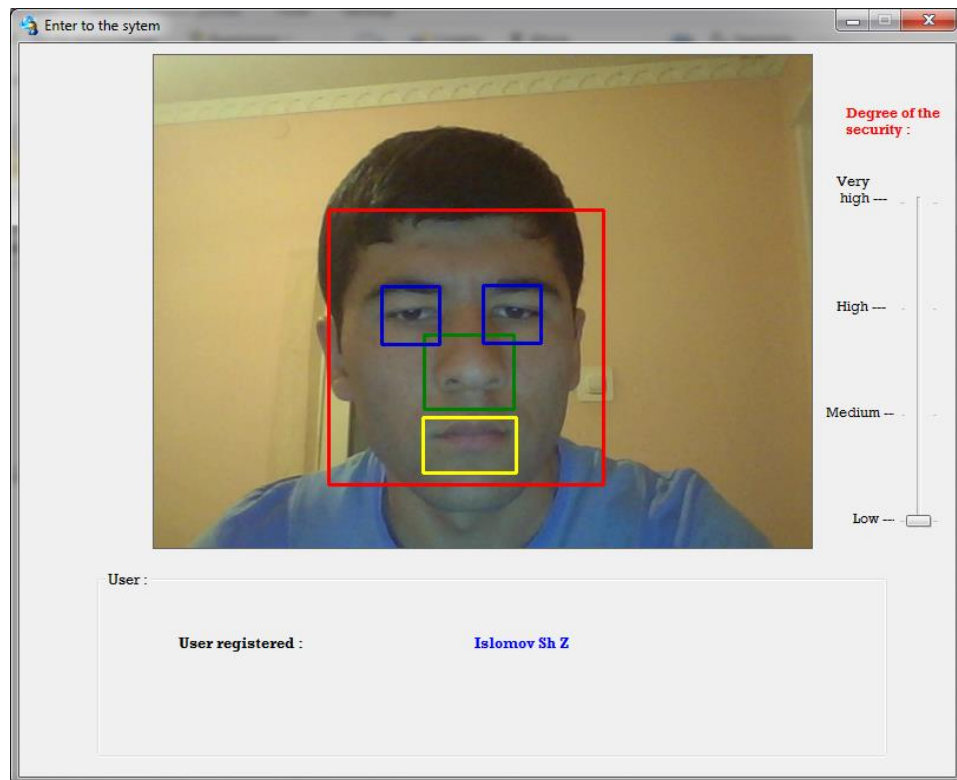 Enter to the sytem
Degree of the
security :
Very
high ---
High ---
Medium --
Low ---
User :
User registered : Islomov Sh Z